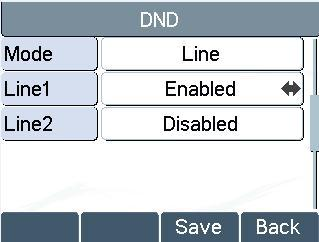 DND
Mode Line
Line1 Enabled
Line2 Disabled
Save Back